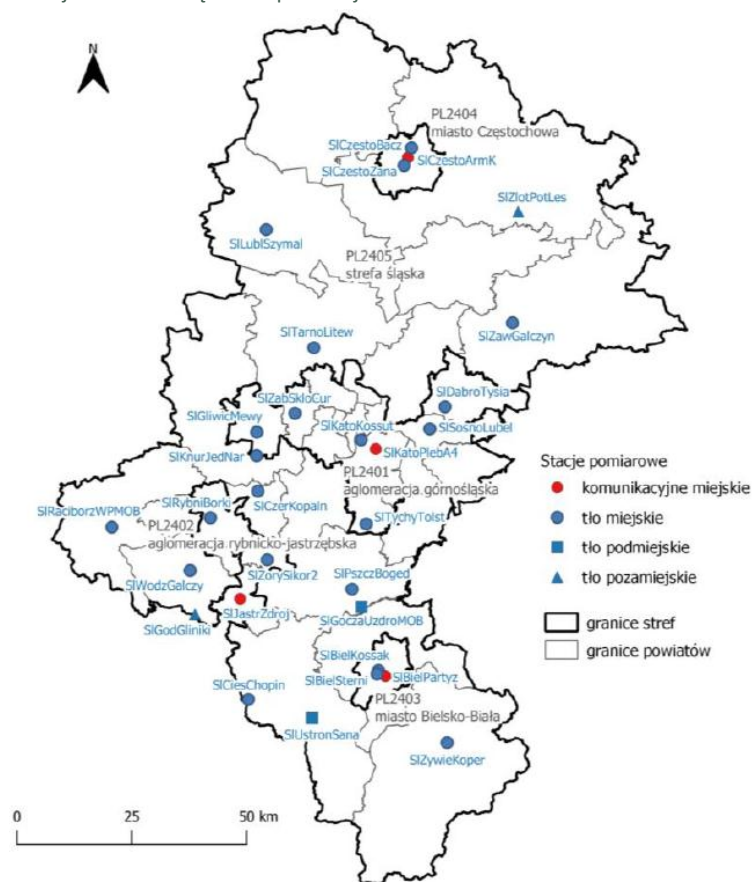 N
PL2404
miasto Częstochowa
SlCzestoBacz
SlCzestoArmK
SlCzestoZana
SlZlotPotLes
SlLublSzymal
PL2405
strefa śląska
SlTarnoLitew
SlZawGalczyn
SlDabroTysia
SlZabSkloCur
SlGliwicMewy
SlKatoKossut
SlSosnoLubel
SlKatoPlebA4
SlKnurJedNar
PL2401
aglomeracja górnośląska
Stacje pomiarowe
komunikacyjne miejskie
tło miejskie
tło podmiejskie
tło pozamiejskie
granice stref
granice powiatów
SlCzerKopaln
SlRybniBorki
SlRaciborzWPMOB
PL2402
aglomeracja rybnicko-jastrzębska
SlTychyTolst
SlZorySikor2
SlWodzGalczy
SlPszczBoged
SlJastrZdroj
SlGodGliniki
SlGoczaUzdroMOB
SlBielKossak
SlBielSterni
SlBielPartyz
SlCiesChopin
PL2403
miasto Bielsko-Biała
SlUstronSana
SlZywieKoper
0 25 50 km